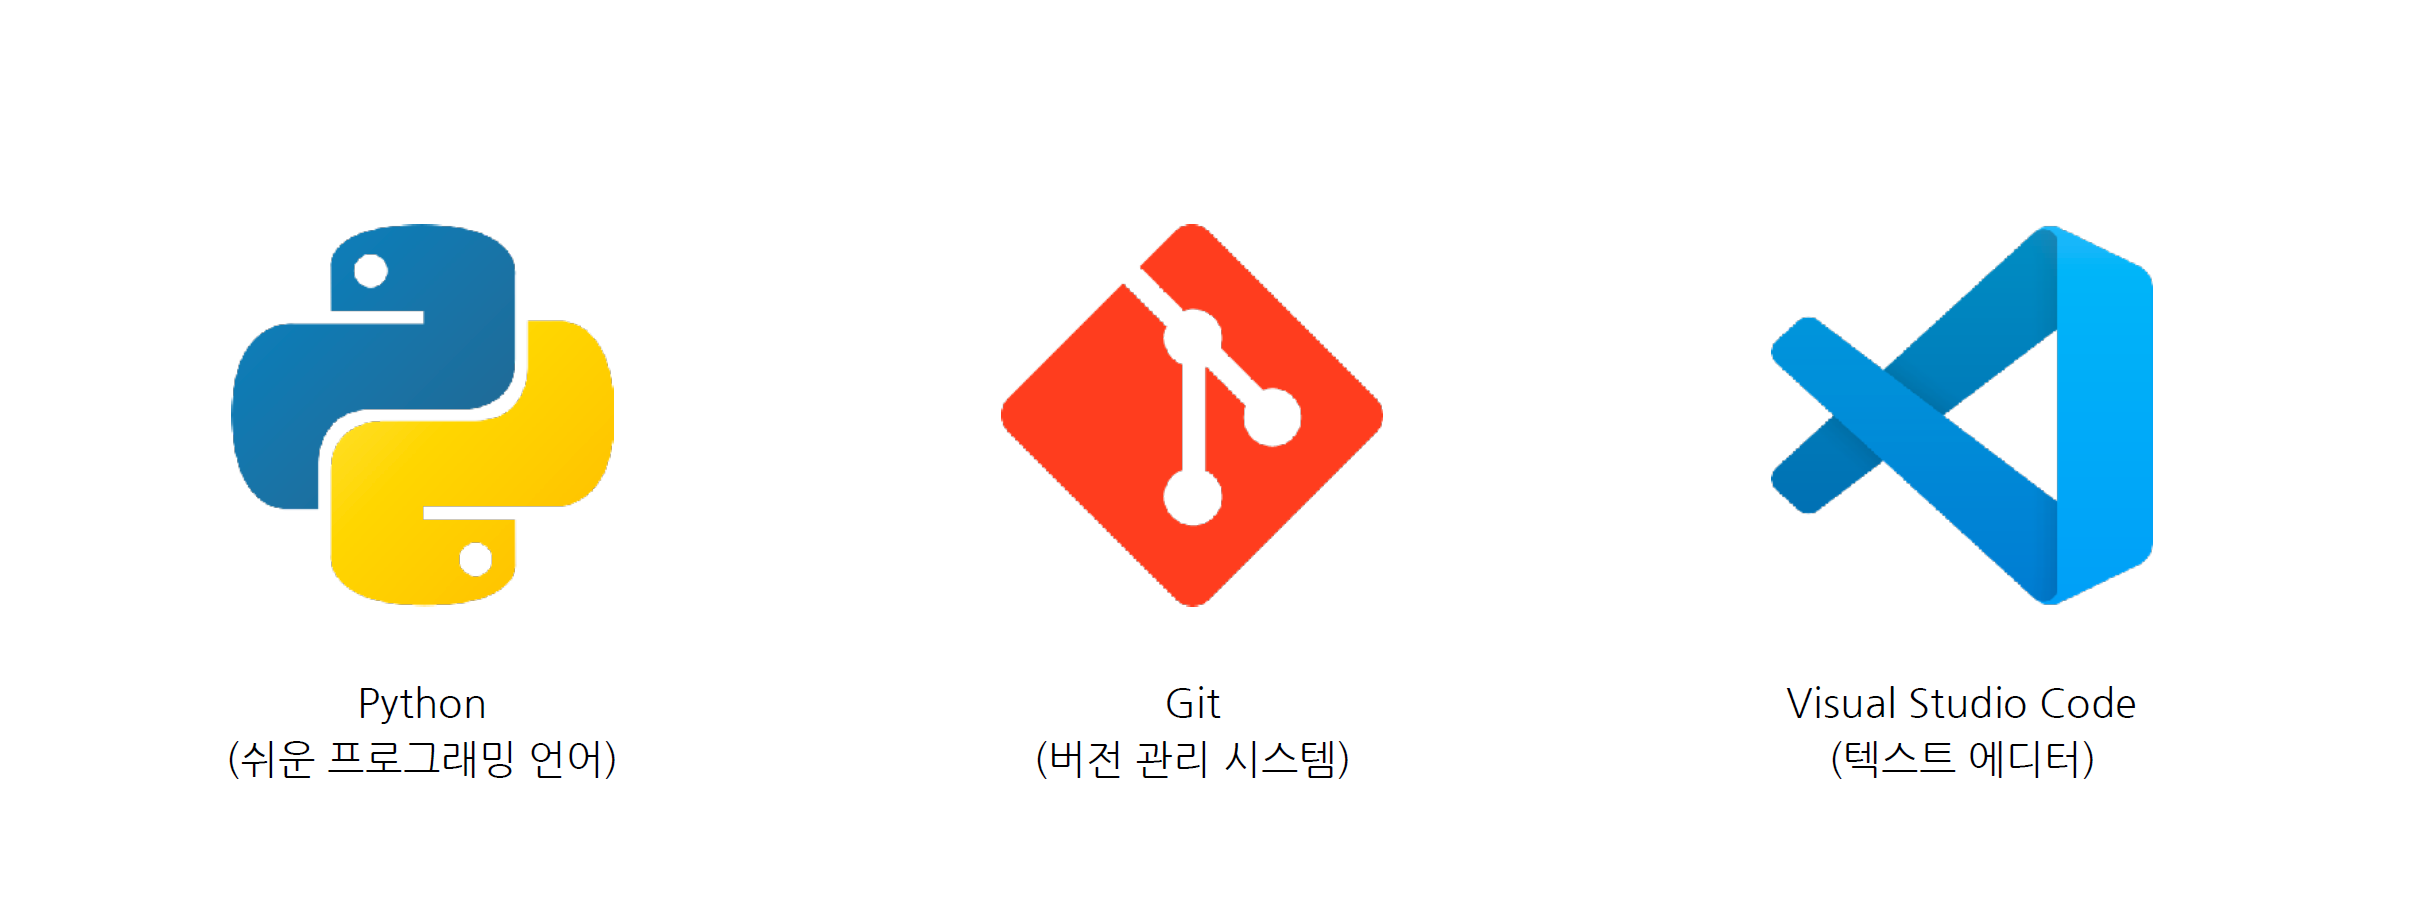 Python
(쉬운 프로그래밍 언어)
Git
(버전 관리 시스템)
Visual Studio Code
(텍스트 에디터)